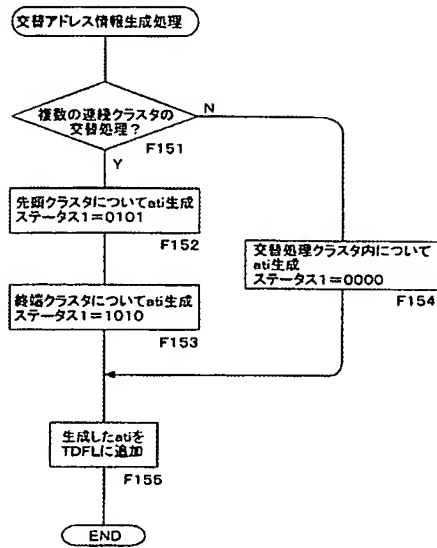 交替アドレス情報生成処理
複数の連続クラスタの
交替処理？
N
F151
Y
先頭クラスタについてati生成
ステータス1=0101
F152
交替処理クラスタ内について
ati生成
ステータス1=0000
F154
終端クラスタについてati生成
ステータス1=1010
F153
生成したatiを
TDFLに追加
F155
END